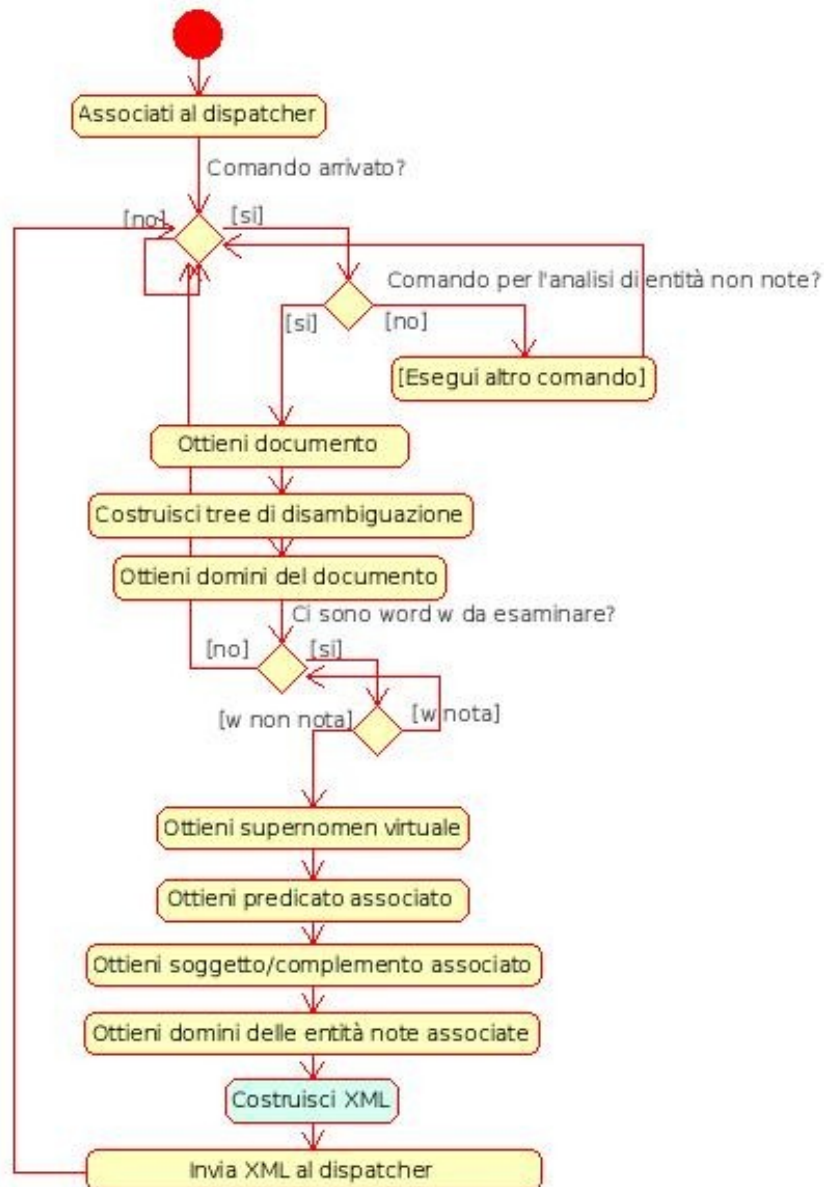 Associati al dispatcher
Comando arrivato?
[no]
[si]
Comando per l'analisi di entità non note?
[si]
[no]
[Esegui altro comando]
Ottieni documento
Costruisci tree di disambiguazione
Ottieni domini del documento
Ci sono word w da esaminare?
[no]
[si]
[w non nota]
[w nota]
Ottieni supernomen virtuale
Ottieni predicato associato
Ottieni soggetto/complemento associato
Ottieni domini delle entità note associate
Costruisci XML
Invia XML al dispatcher